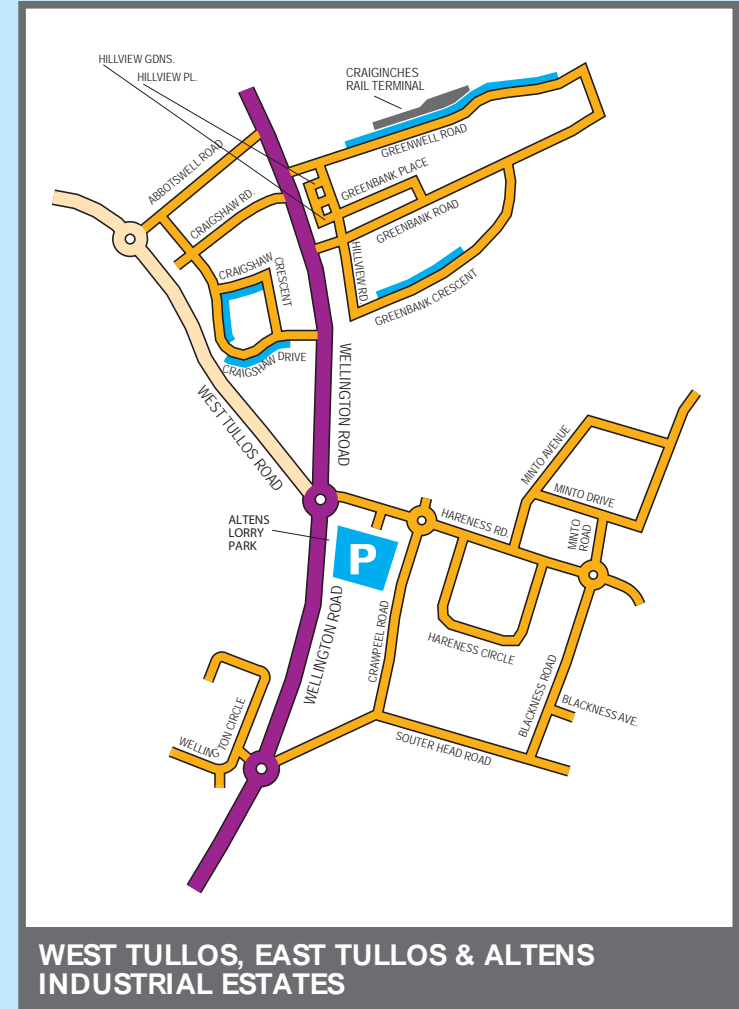 HILLVIEW GDNS.
HILLVIEW PL.
CRAIGINCHES
RAIL TERMINAL
ABBOTSWELL ROAD
GREENWELL ROAD
GREENBANK PLACE
CRAIGSHAW RD.
GREENBANK ROAD
CRAIGSHAW
CRESCENT
HILLVIEW RD
GREENBANK CRESCENT
CRAIGSHAW DRIVE
WELLINGTON ROAD
WEST TULLOS ROAD
MINTO AVENUE
MINTO DRIVE
ALTENS
LORRY
PARK
P
HARENESS RD.
MINTO
ROAD
WELLINGTON ROAD
CRAWPEEL ROAD
HARENESS CIRCLE
BLACKNESS ROAD
BLACKNESS AVE.
WELLINGTON CIRCLE
SOUTER HEAD ROAD
WEST TULLOS, EAST TULLOS & ALTENS
INDUSTRIAL ESTATES